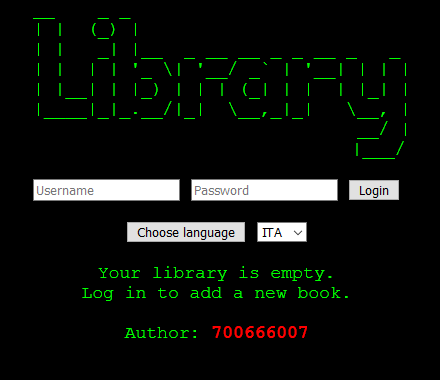 Library
Username Password Login
Choose language ITA
Your library is empty.
Log in to add a new book.
Author: 700666007